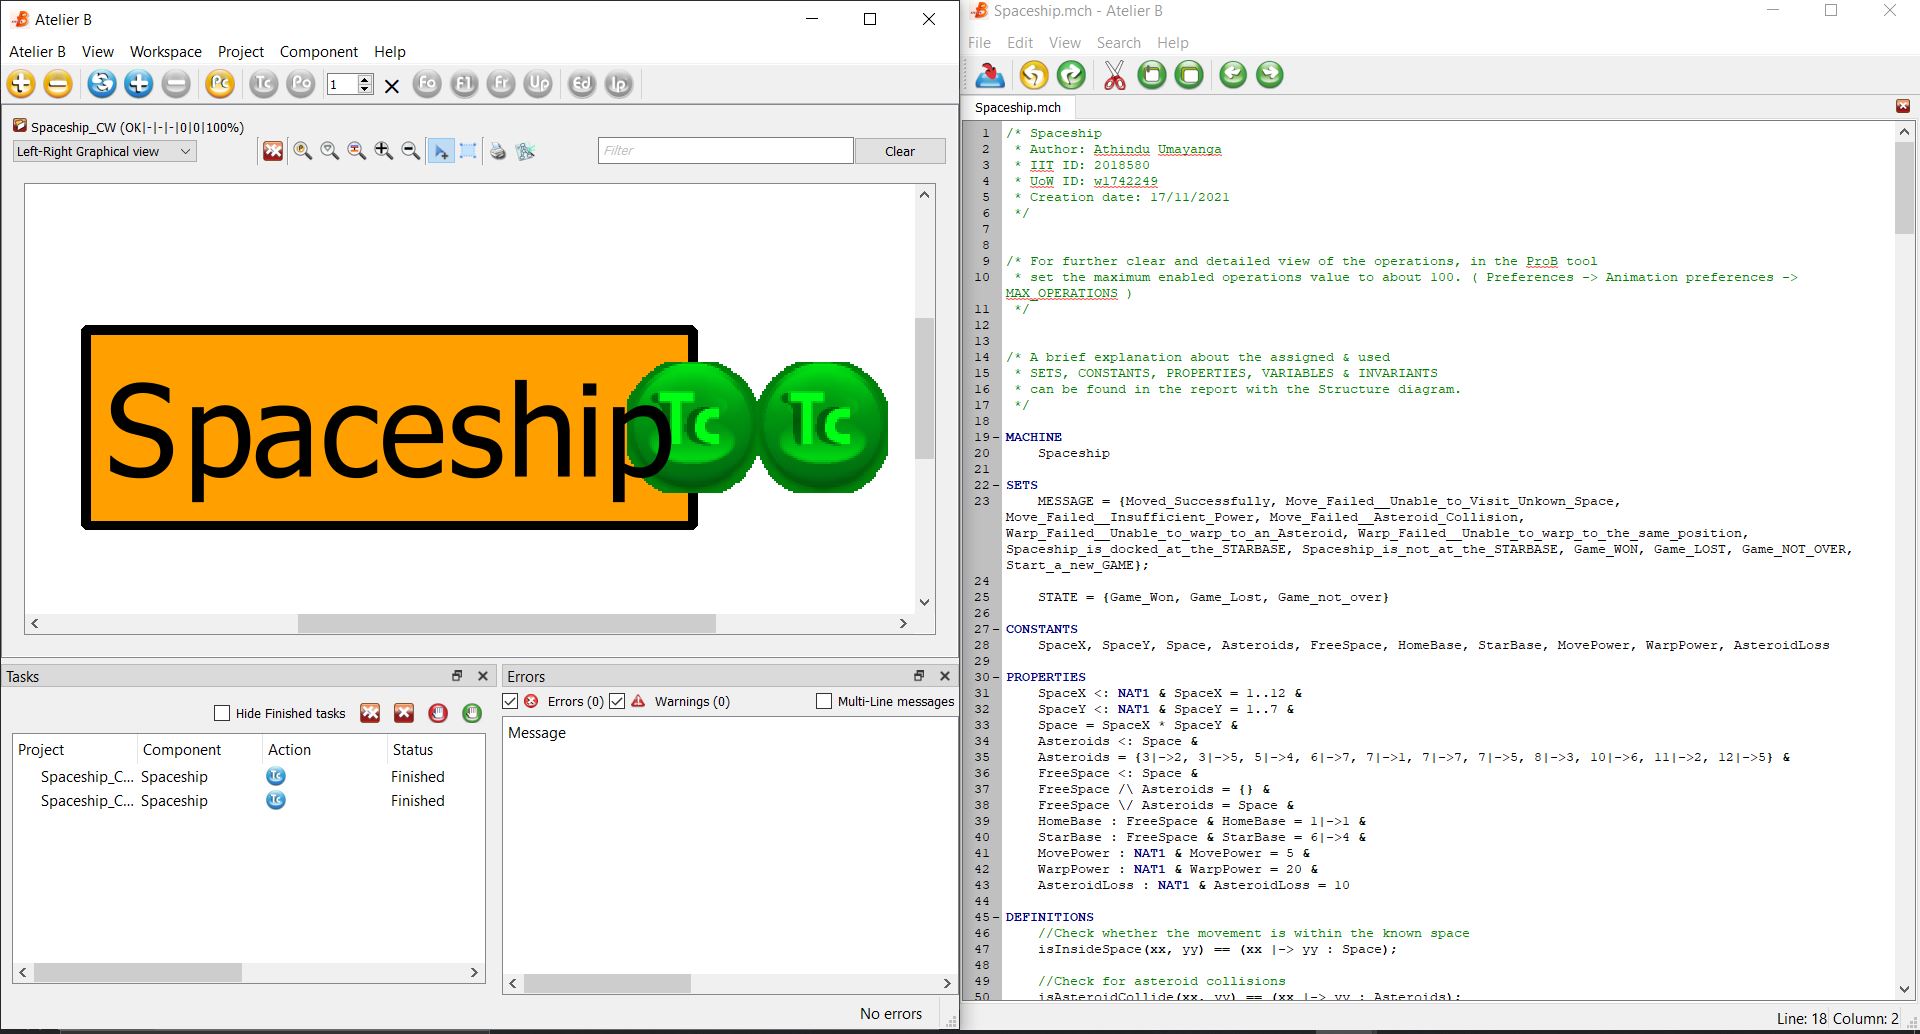 Atelier B
Atelier B View Workspace Project Component Help
Pc Tc Po 1 Fo F1 Fr Up Ed Ip
Spaceship_CW (OK|-|-|-|0|0|100%)
Left-Right Graphical view
Filter
Clear
Spaceship
Tc Tc
Tasks
Hide Finished tasks
Project Component Action Status
Spaceship_C... Spaceship Tc Finished
Spaceship_C... Spaceship Tc Finished
Errors
Errors (0) Warnings (0) Multi-Line messages
Message
No errors
Spaceship.mch - Atelier B
File Edit View Search Help
Spaceship.mch
1 /* Spaceship
2 * Author: Athindu Umayanga
3 * IIT ID: 2018580
4 * UoW ID: w1742249
5 * Creation date: 17/11/2021
6 */
7
8
9 /* For further clear and detailed view of the operations, in the ProB tool
10 * set the maximum enabled operations value to about 100. ( Preferences -> Animation preferences ->
MAX_OPERATIONS )
11 */
12
13
14 /* A brief explanation about the assigned & used
15 * SETS, CONSTANTS, PROPERTIES, VARIABLES & INVARIANTS
16 * can be found in the report with the Structure diagram.
17 */
18
19 MACHINE
20 Spaceship
21
22 SETS
23 MESSAGE = {Moved_Successfully, Move_Failed__Unable_to_Visit_Unkown_Space,
Move_Failed__Insufficient_Power, Move_Failed__Asteroid_Collision,
Warp_Failed__Unable_to_warp_to_an_Asteroid, Warp_Failed__Unable_to_warp_to_the_same_position,
Spaceship_is_docked_at_the_STARBASE, Spaceship_is_not_at_the_STARBASE, Game_WON, Game_LOST, Game_NOT_OVER,
Start_a_new_GAME};
24
25 STATE = {Game_Won, Game_Lost, Game_not_over}
26
27 CONSTANTS
28 SpaceX, SpaceY, Space, Asteroids, FreeSpace, HomeBase, StarBase, MovePower, WarpPower, AsteroidLoss
29
30 PROPERTIES
31 SpaceX <: NAT1 & SpaceX = 1..12 &
32 SpaceY <: NAT1 & SpaceY = 1..7 &
33 Space = SpaceX * SpaceY &
34 Asteroids <: Space &
35 Asteroids = {3|->2, 3|->5, 5|->4, 6|->7, 7|->1, 7|->7, 7|->5, 8|->3, 10|->6, 11|->2, 12|->5} &
36 FreeSpace <: Space &
37 FreeSpace /\ Asteroids = {} &
38 FreeSpace \/ Asteroids = Space &
39 HomeBase : FreeSpace & HomeBase = 1|->1 &
40 StarBase : FreeSpace & StarBase = 6|->4 &
41 MovePower : NAT1 & MovePower = 5 &
42 WarpPower : NAT1 & WarpPower = 20 &
43 AsteroidLoss : NAT1 & AsteroidLoss = 10
44
45 DEFINITIONS
46 //Check whether the movement is within the known space
47 isInsideSpace(xx, yy) == (xx |-> yy : Space);
48
49 //Check for asteroid collisions
50 isAsteroidCollide(xx, yy) == (xx |-> yy : Asteroids);
Line: 18 Column: 2